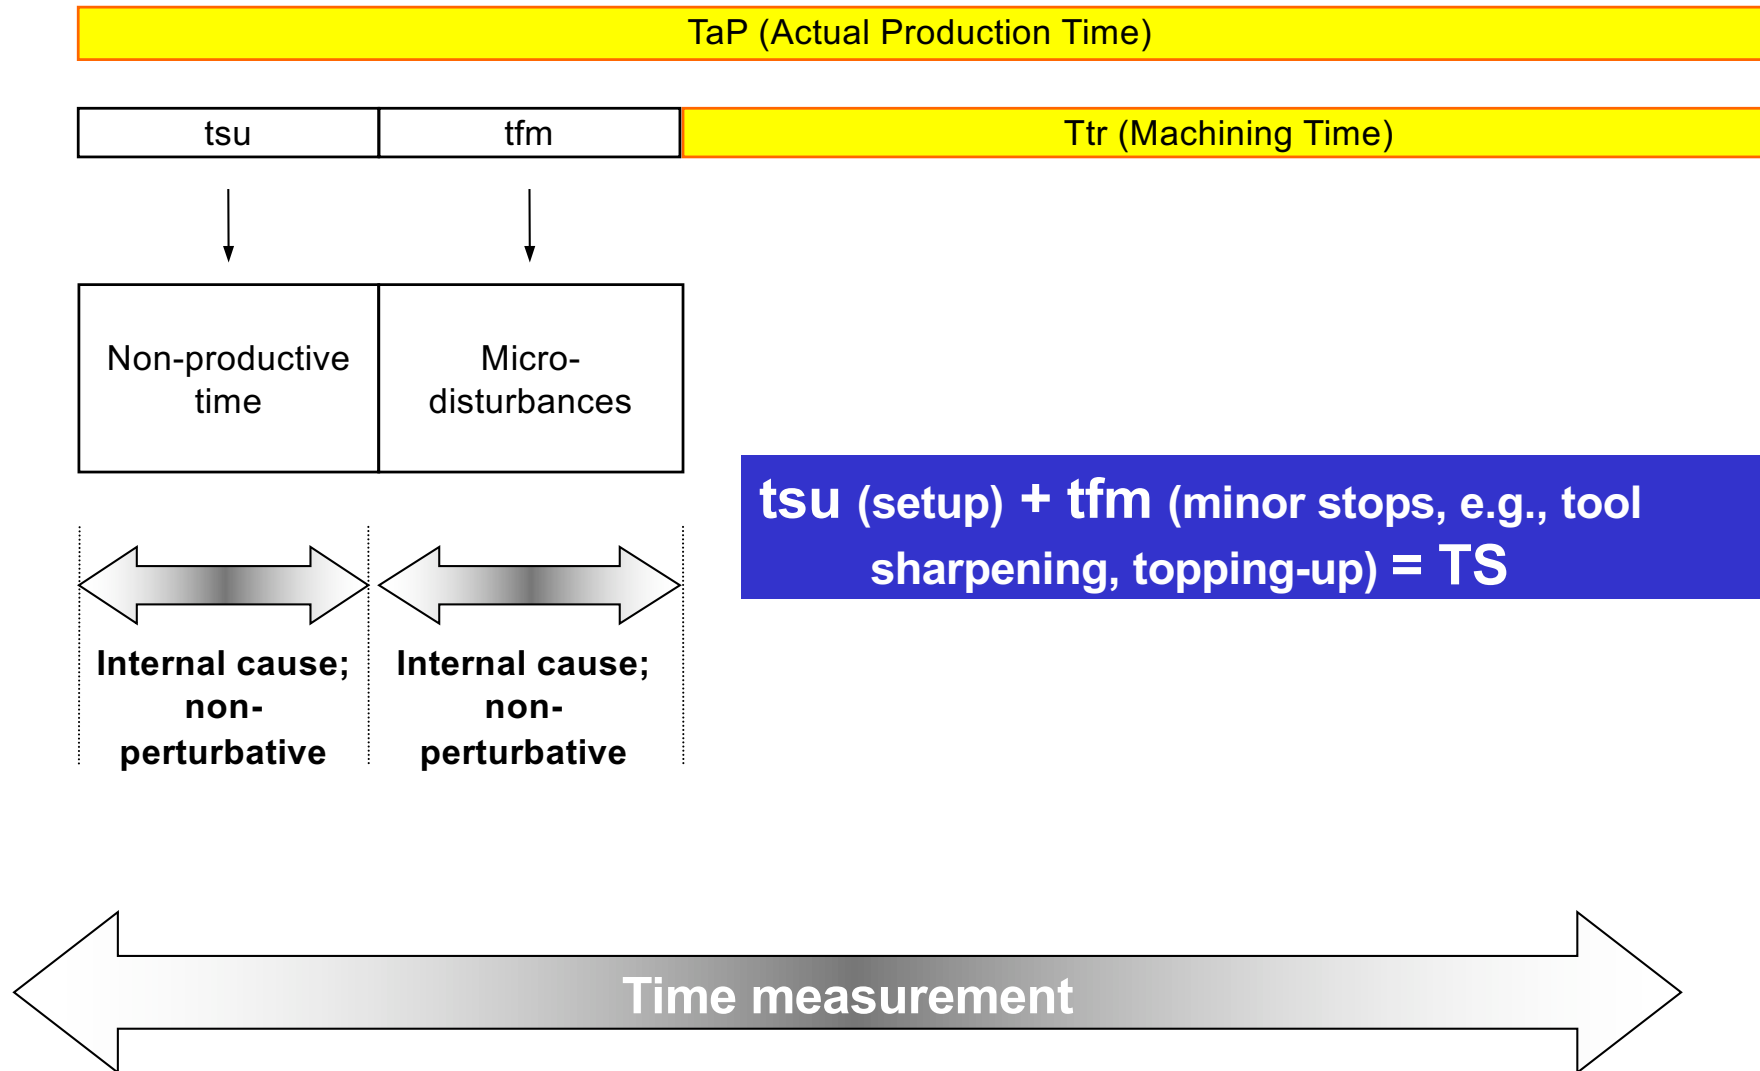 TaP (Actual Production Time)
tsu
tfm
Ttr (Machining Time)
Non-productive
time
Micro-
disturbances
tsu (setup) + tfm (minor stops, e.g., tool
sharpening, topping-up) = TS
Internal cause;
non-
perturbative
Internal cause;
non-
perturbative
Time measurement